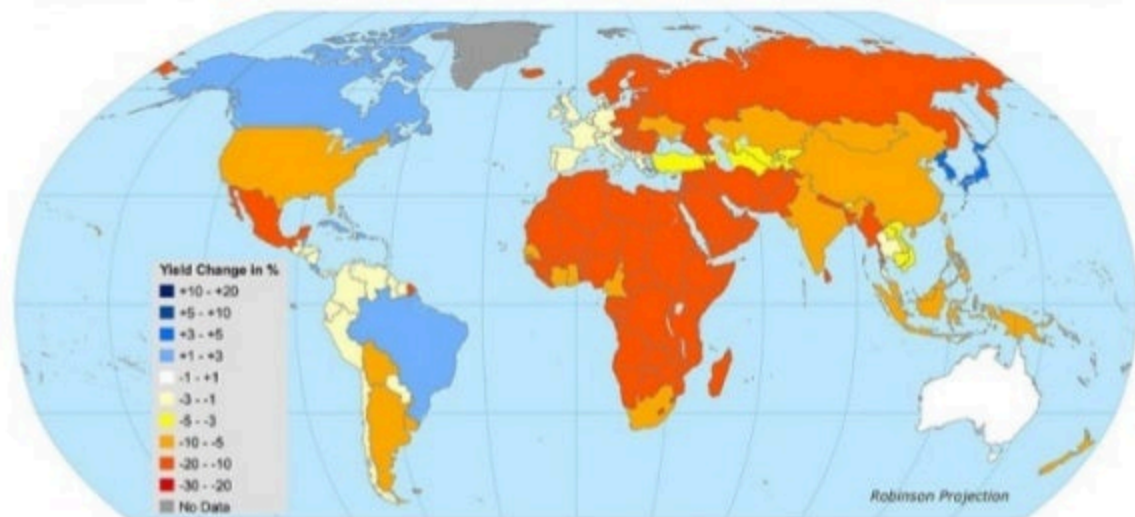 Yield Change in %
+10 - +20
+5 - +10
+3 - +5
+1 - +3
-1 - +1
-3 - -1
-5 - -3
-10 - -5
-20 - -10
-30 - -20
No Data
Robinson Projection